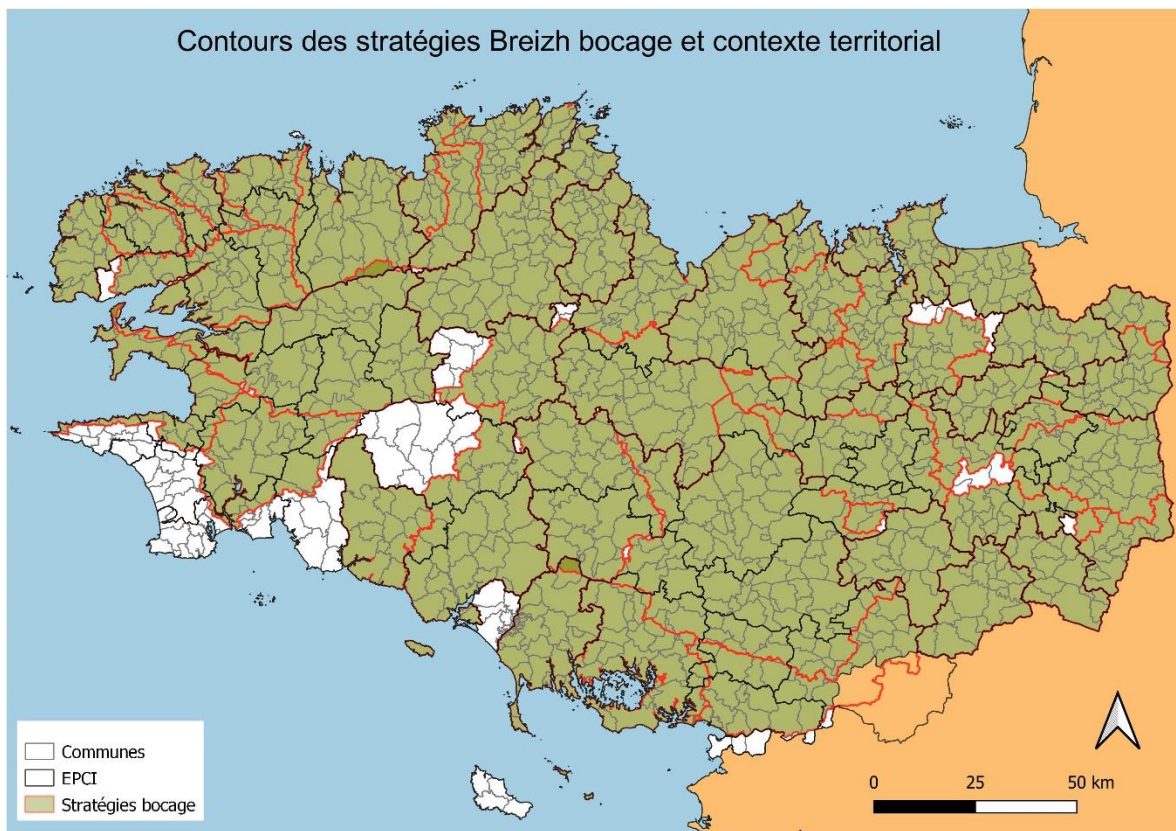 Contours des stratégies Breizh bocage et contexte territorial
Communes
EPCI
Stratégies bocage
0 25 50 km